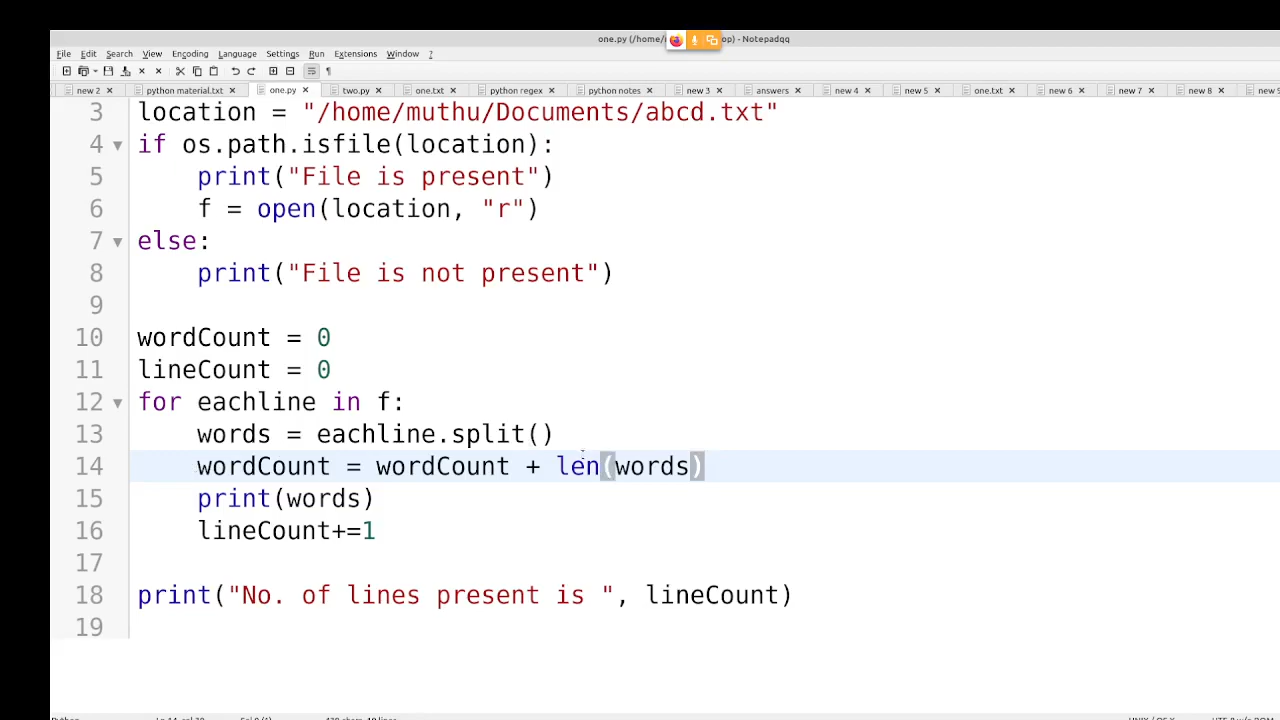 one.py (/home/ op) - Notepadqq
File Edit Search View Encoding Language Settings Run Extensions Window ?
new 2 python material.txt one.py two.py one.txt python regex python notes new 3 answers new 4 new 5 one.txt new 6 new 7 new 8 new 9
3 location = "/home/muthu/Documents/abcd.txt"
4 if os.path.isfile(location):
5 print("File is present")
6 f = open(location, "r")
7 else:
8 print("File is not present")
9
10 wordCount = 0
11 lineCount = 0
12 for eachline in f:
13 words = eachline.split()
14 wordCount = wordCount + len(words)
15 print(words)
16 lineCount+=1
17
18 print("No. of lines present is ", lineCount)
19